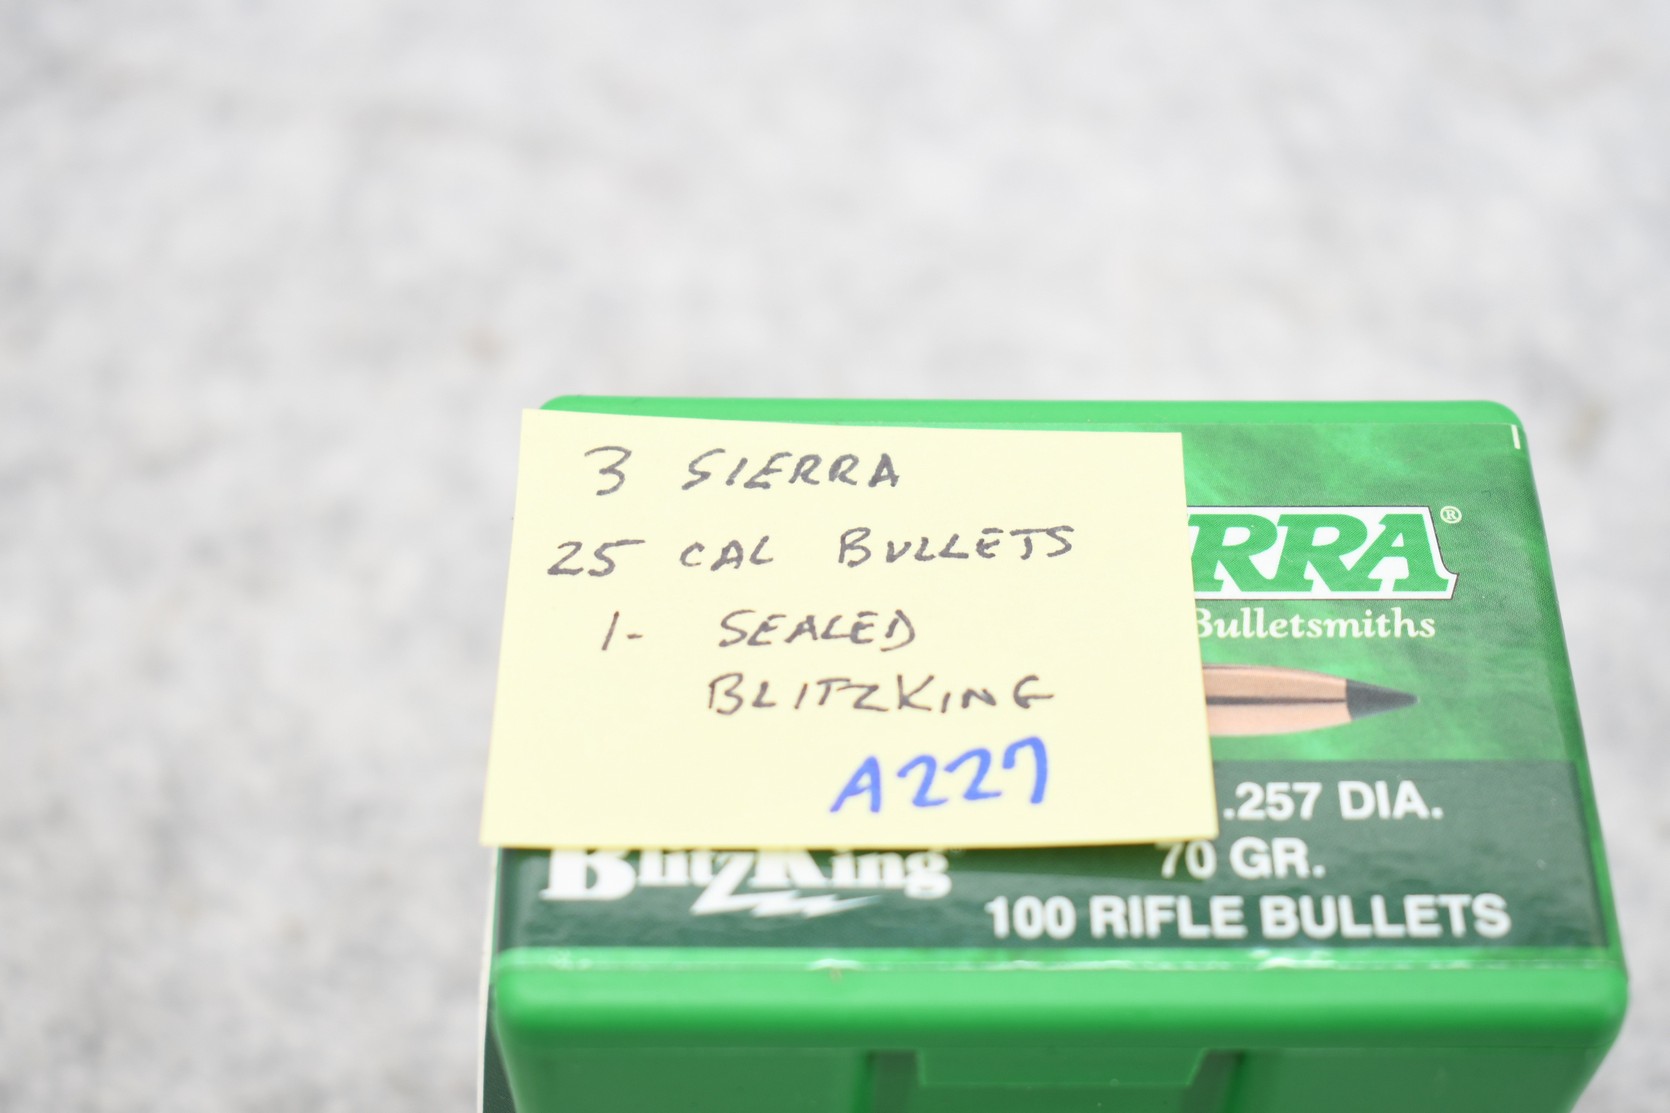 3 SIERRA
25 CAL BULLETS
1- SEALED
BLITZKING
A227
RRA®
Bulletsmiths
.257 DIA.
70 GR.
BlitzKing
100 RIFLE BULLETS